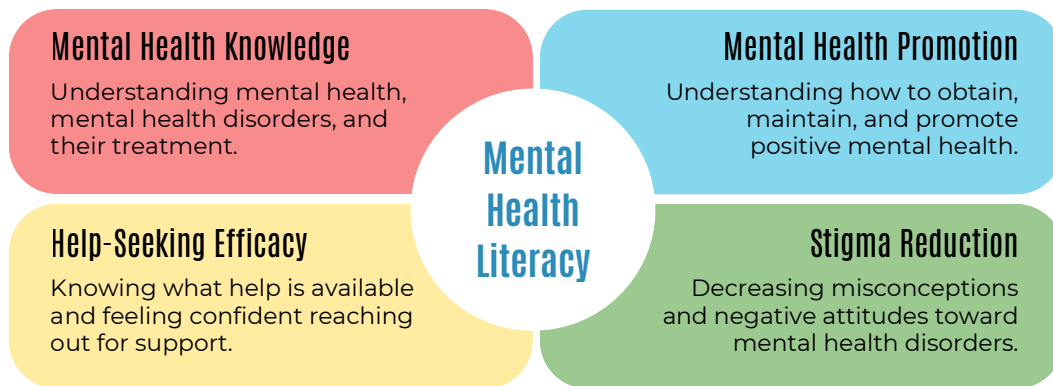 Mental Health Knowledge
Understanding mental health,
mental health disorders, and
their treatment.
Mental Health Promotion
Understanding how to obtain,
maintain, and promote
positive mental health.
Mental
Health
Literacy
Help-Seeking Efficacy
Knowing what help is available
and feeling confident reaching
out for support.
Stigma Reduction
Decreasing misconceptions
and negative attitudes toward
mental health disorders.